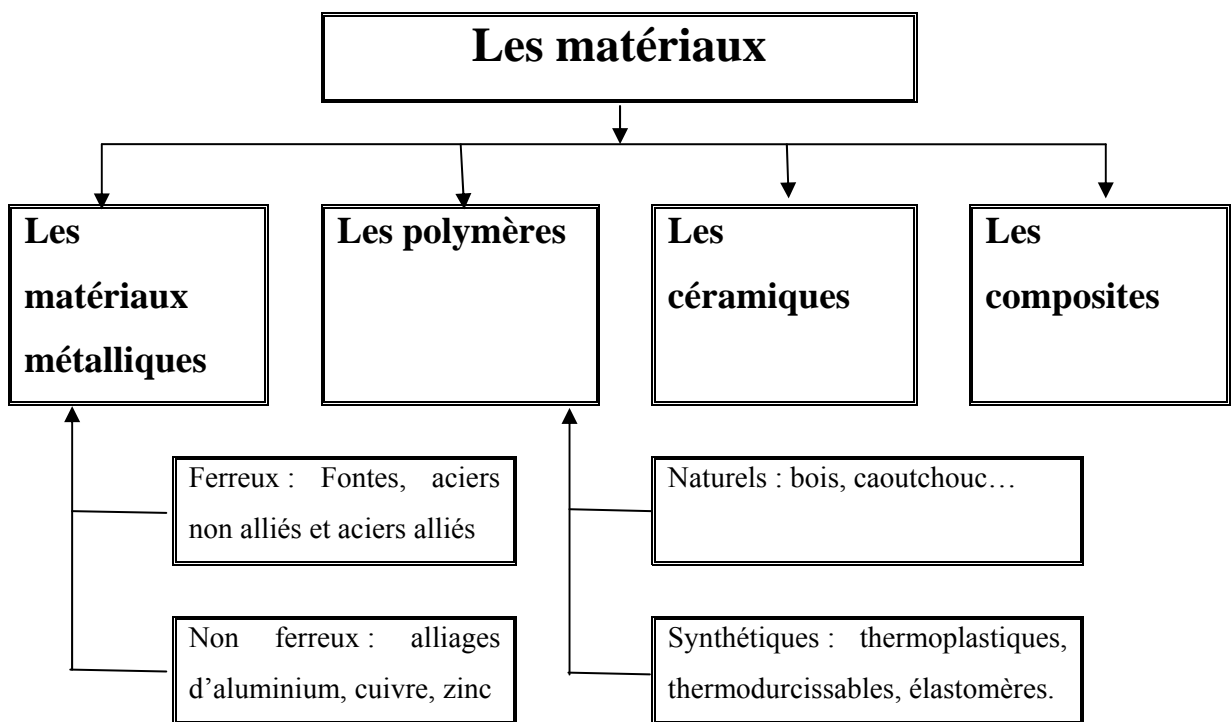 Les matériaux
Les
matériaux
métalliques
Les polymères
Les
céramiques
Les
composites
Ferreux : Fontes, aciers
non alliés et aciers alliés
Naturels : bois, caoutchouc…
Non ferreux : alliages
d’aluminium, cuivre, zinc
Synthétiques : thermoplastiques,
thermodurcissables, élastomères.